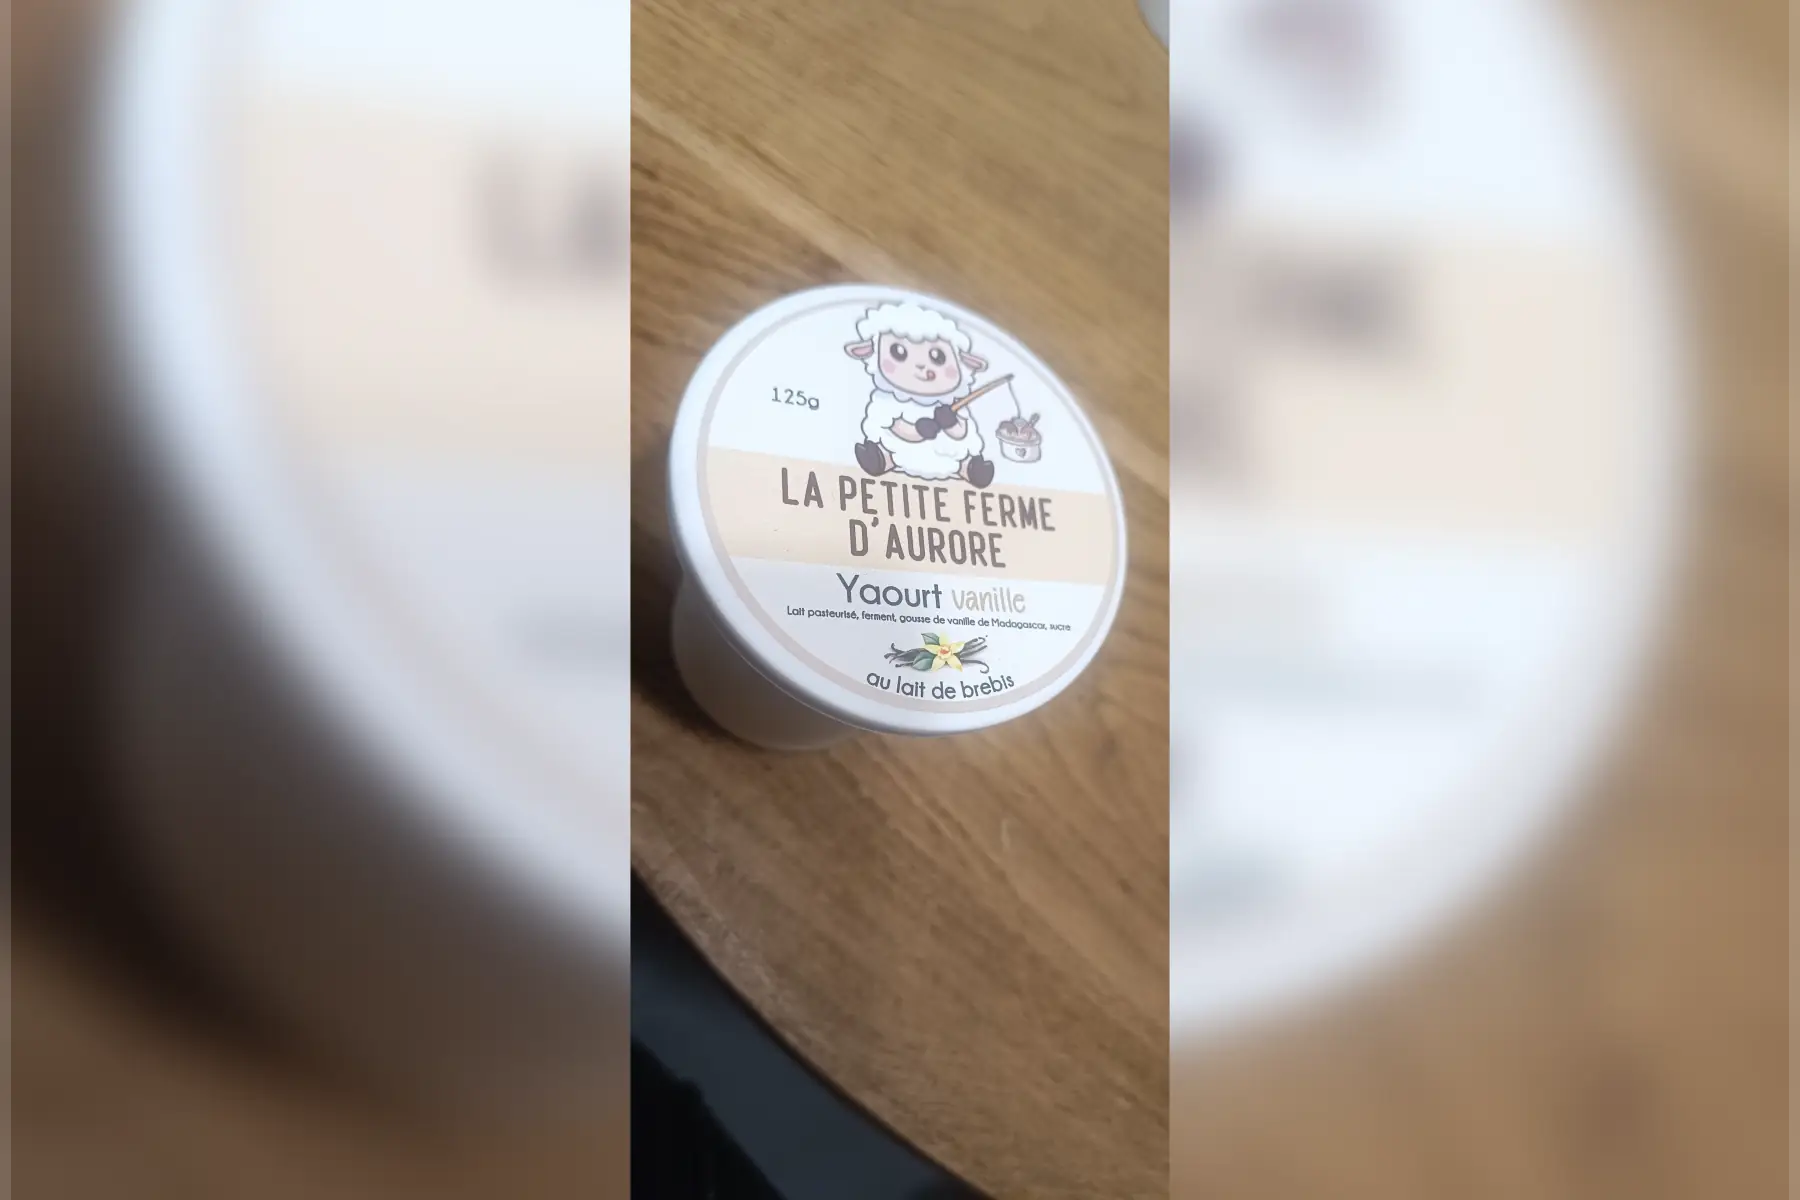 125g
LA PETITE FERME
D'AURORE
Yaourt vanille
Lait pasteurisé, ferment, gousse de vanille de Madagascar, sucre
au lait de brebis